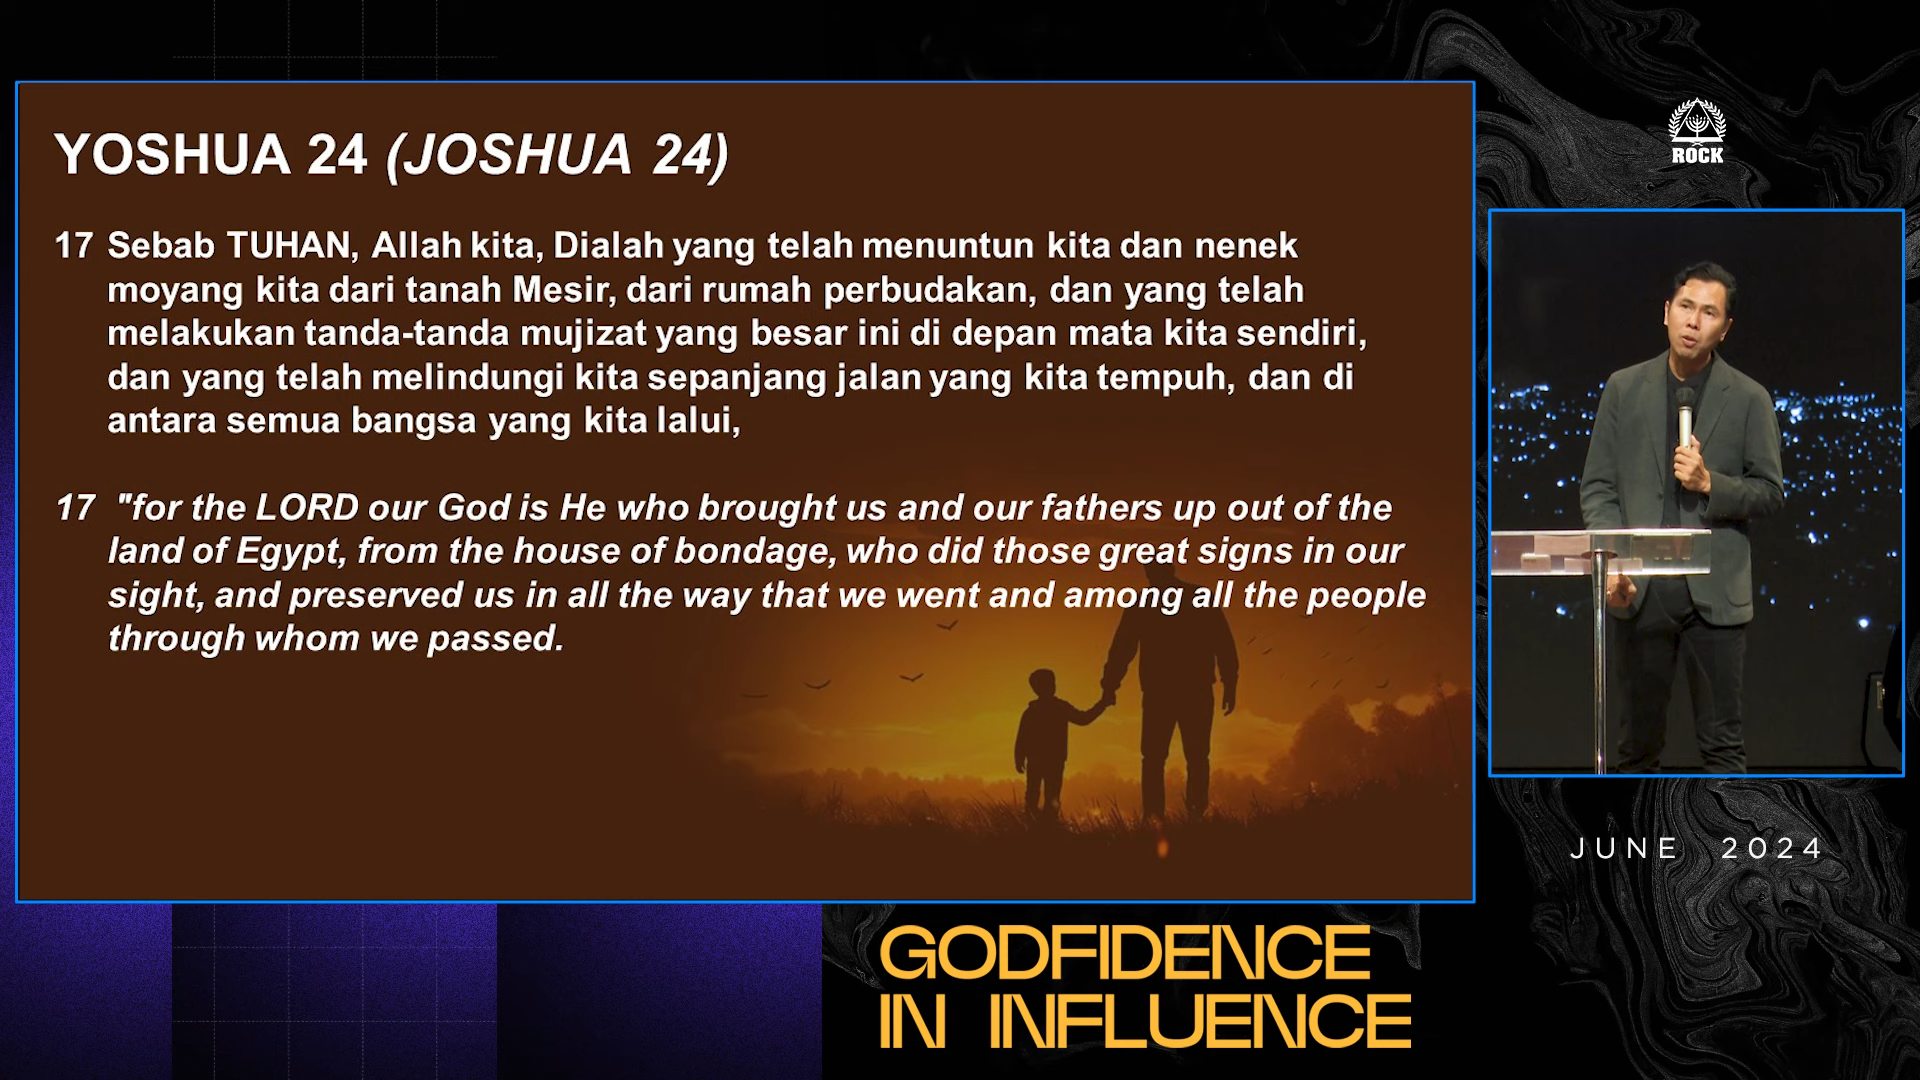 YOSHUA 24 (JOSHUA 24)
17 Sebab TUHAN, Allah kita, Dialah yang telah menuntun kita dan nenek
moyang kita dari tanah Mesir, dari rumah perbudakan, dan yang telah
melakukan tanda-tanda mujizat yang besar ini di depan mata kita sendiri,
dan yang telah melindungi kita sepanjang jalan yang kita tempuh, dan di
antara semua bangsa yang kita lalui,
17 "for the LORD our God is He who brought us and our fathers up out of the
land of Egypt, from the house of bondage, who did those great signs in our
sight, and preserved us in all the way that we went and among all the people
through whom we passed.
ROCK
JUNE 2024
GODFIDENCE
IN INFLUENCE